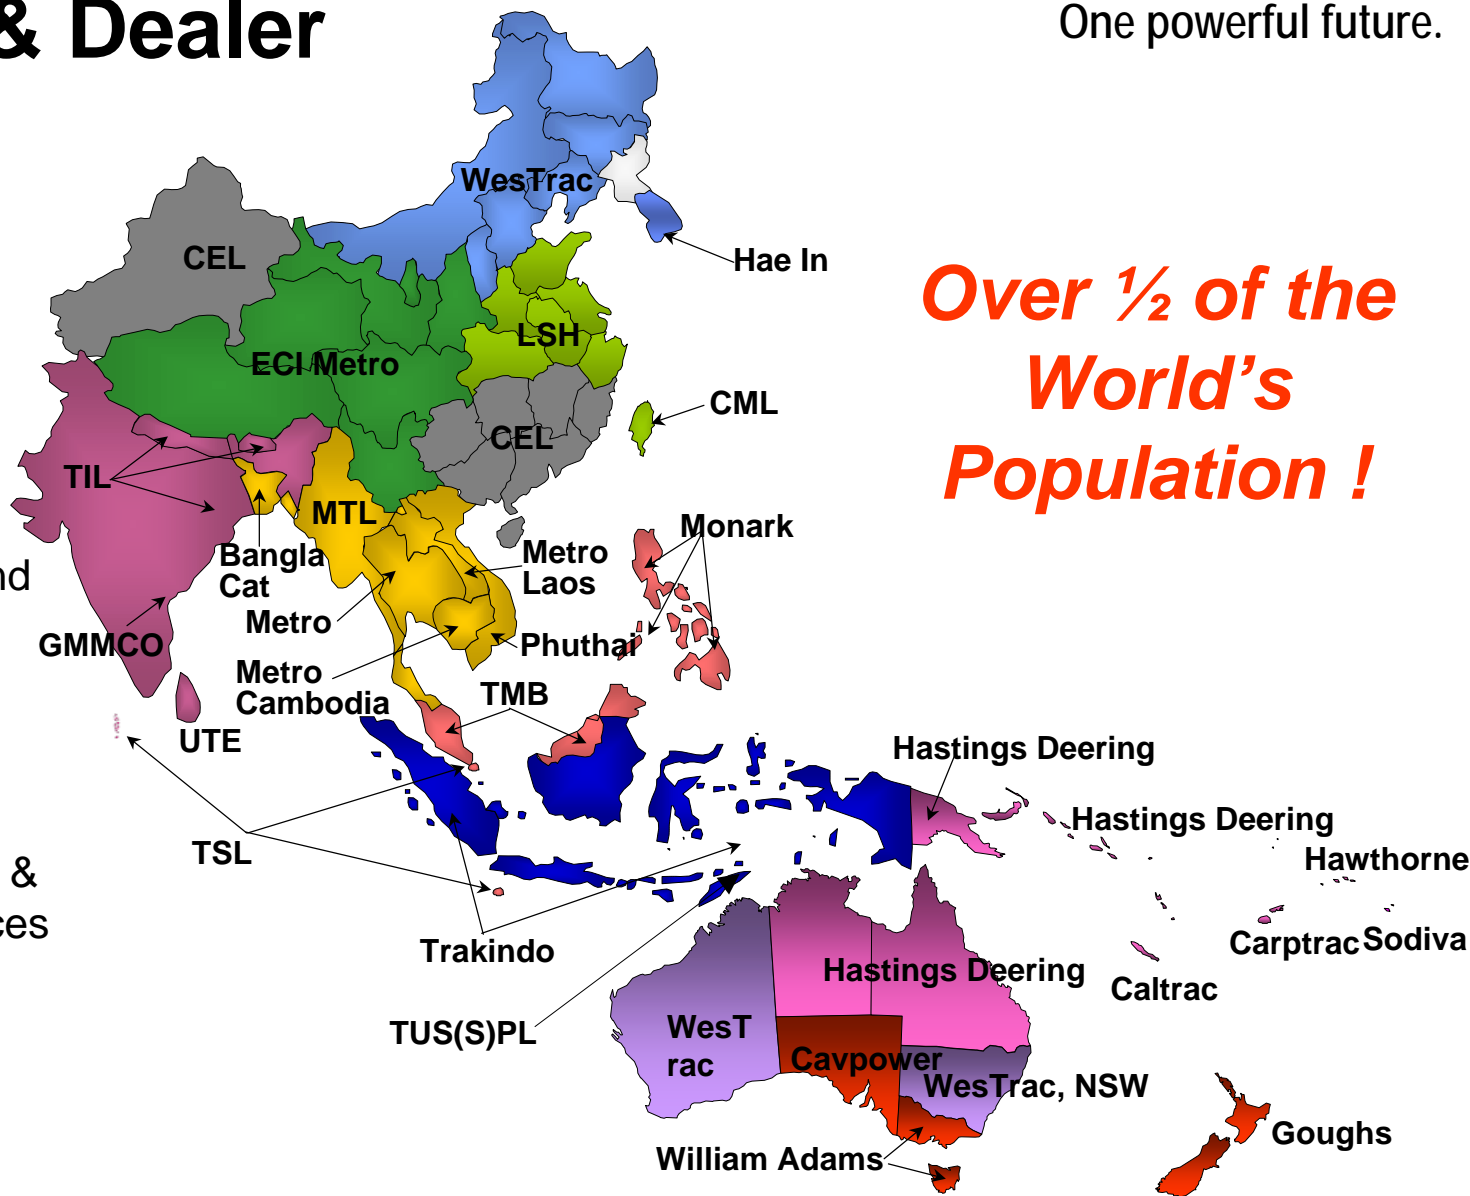 & Dealer
One powerful future.
WesTrac
CEL
Hae In
Over ½ of the
World’s
Population !
LSH
ECI Metro
CML
CEL
TIL
MTL
Monark
Bangla
Cat
Metro
Laos
nd
Metro
GMMCO
Phuthai
Metro
Cambodia
TMB
UTE
Hastings Deering
Hastings Deering
TSL
Hawthorne
&
ces
Trakindo
Carptrac
Sodiva
Hastings Deering
Caltrac
TUS(S)PL
WesT
rac
Cavpower
WesTrac, NSW
Goughs
William Adams